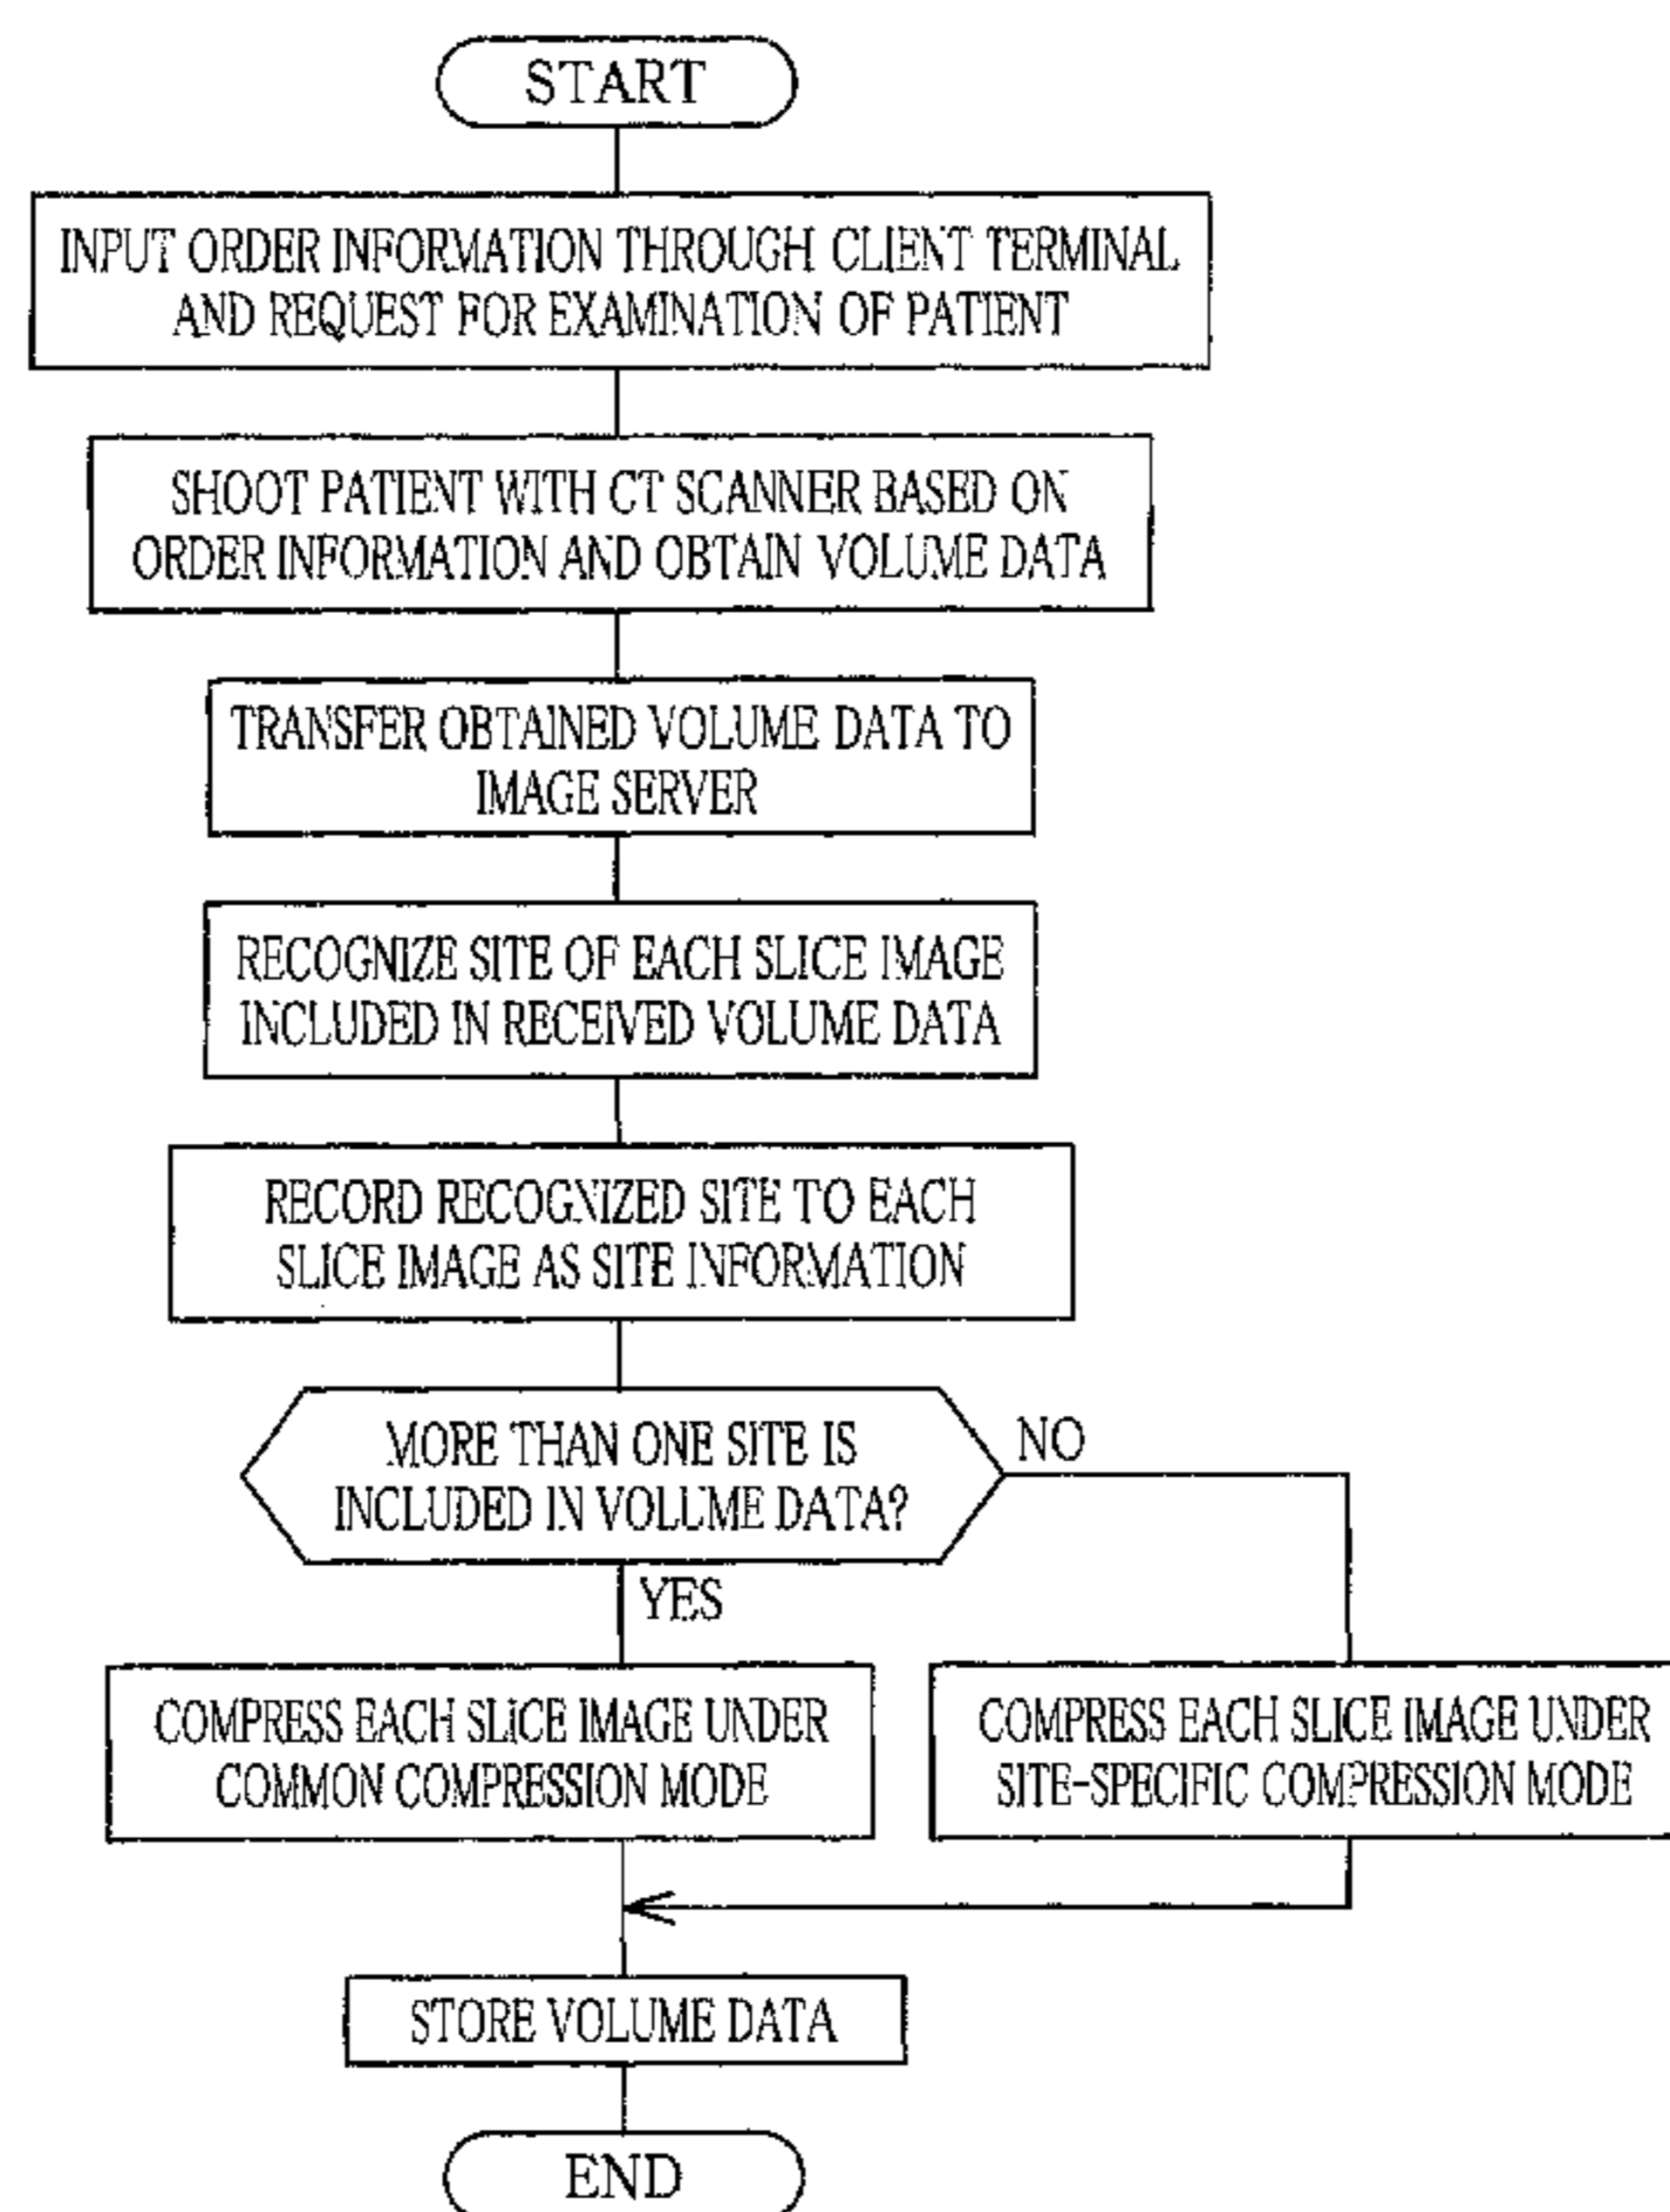 START
INPUT ORDER INFORMATION THROUGH CLIENT TERMINAL
AND REQUEST FOR EXAMINATION OF PATIENT
SHOOT PATIENT WITH CT SCANNER BASED ON
ORDER INFORMATION AND OBTAIN VOLUME DATA
TRANSFER OBTAINED VOLUME DATA TO
IMAGE SERVER
RECOGNIZE SITE OF EACH SLICE IMAGE
INCLUDED IN RECEIVED VOLUME DATA
RECORD RECOGNIZED SITE TO EACH
SLICE IMAGE AS SITE INFORMATION
MORE THAN ONE SITE IS
INCLUDED IN VOLUME DATA?
NO
YES
COMPRESS EACH SLICE IMAGE UNDER
COMMON COMPRESSION MODE
COMPRESS EACH SLICE IMAGE UNDER
SITE-SPECIFIC COMPRESSION MODE
STORE VOLUME DATA
END